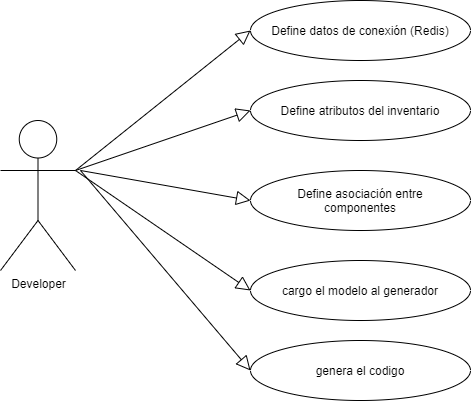 Define datos de conexión (Redis)
Define atributos del inventario
Define asociación entre
componentes
Developer
cargo el modelo al generador
genera el codigo